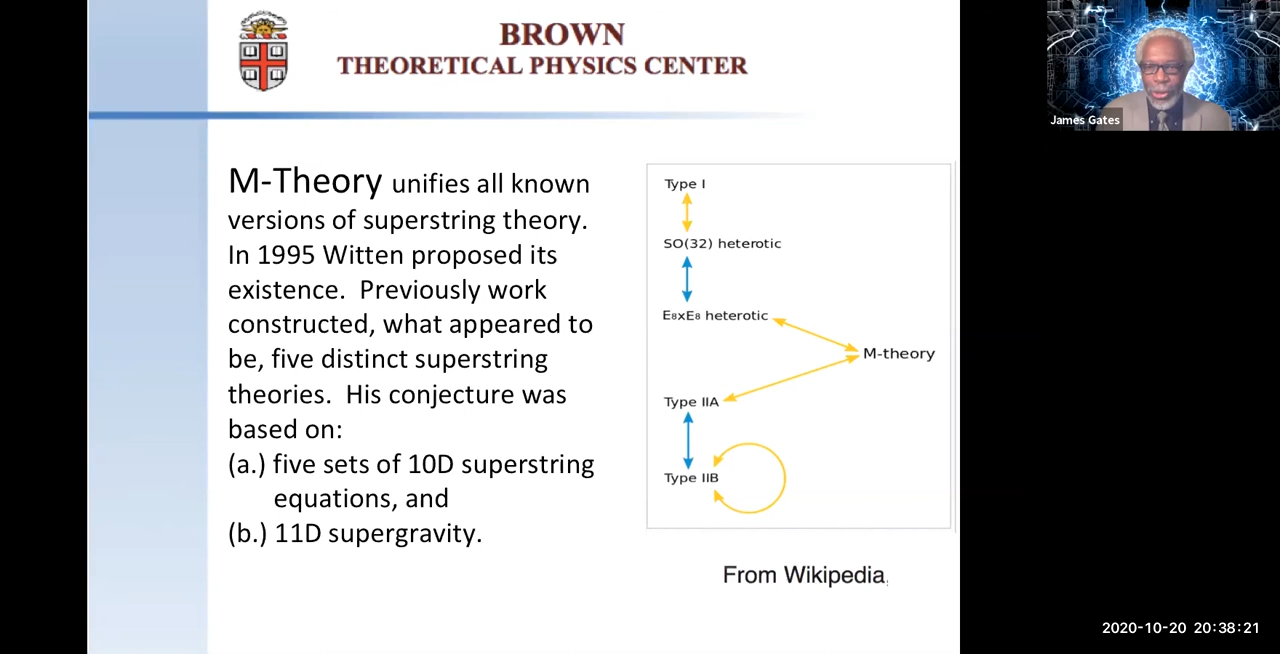 BROWN
THEORETICAL PHYSICS CENTER
James Gates
M-Theory unifies all known
versions of superstring theory.
In 1995 Witten proposed its
existence.  Previously work
constructed, what appeared to
be, five distinct superstring
theories.  His conjecture was
based on:
(a.) five sets of 10D superstring
equations, and
(b.) 11D supergravity.
Type I
SO(32) heterotic
E8xE8 heterotic
M-theory
Type IIA
Type IIB
From Wikipedia,
2020-10-20 20:38:21